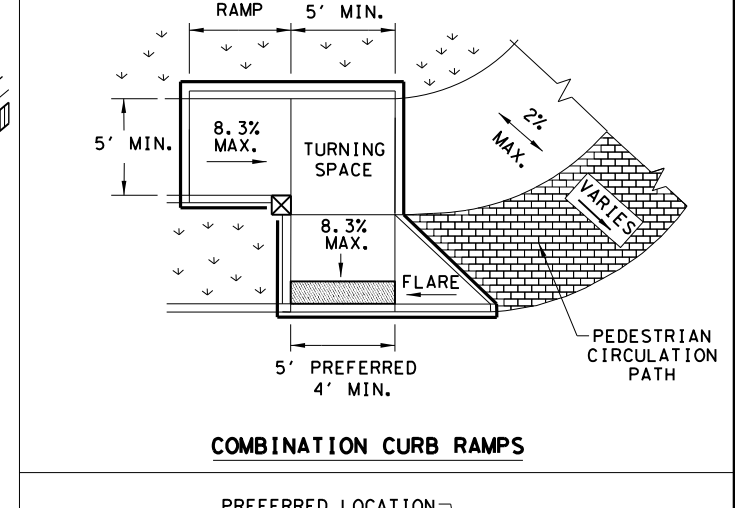 RAMP
5' MIN.
5' MIN.
8.3%
MAX.
TURNING
SPACE
2%
MAX.
VARIES
8.3%
MAX.
FLARE
PEDESTRIAN
CIRCULATION
PATH
5' PREFERRED
4' MIN.
COMBINATION CURB RAMPS
PREFERRED LOCATION